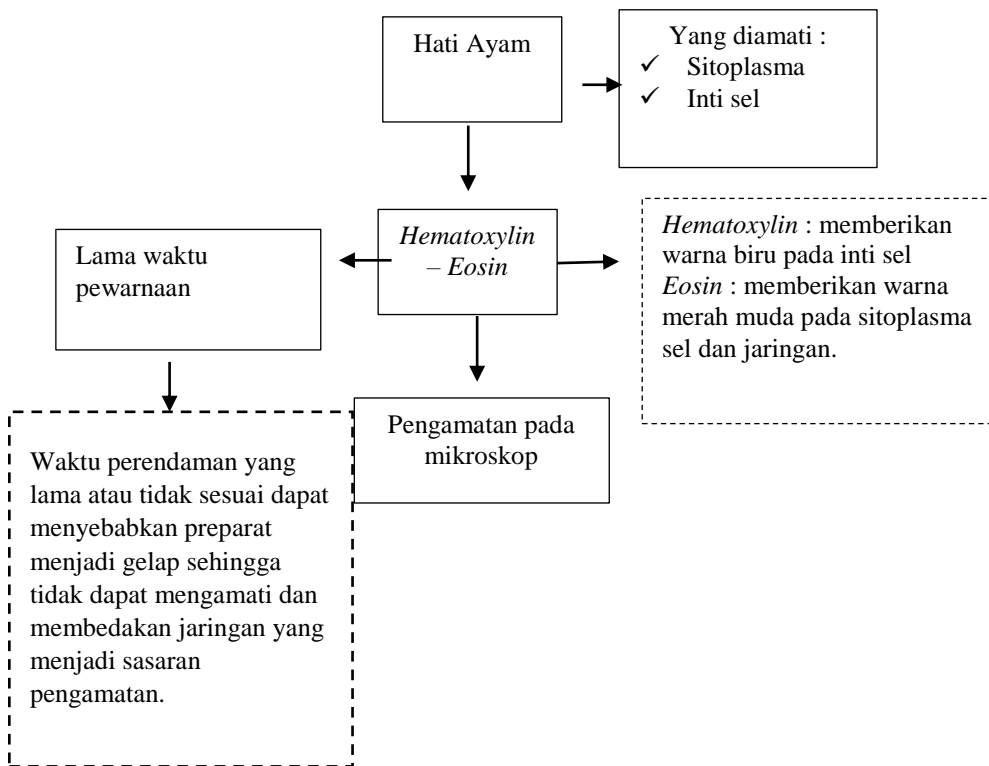 Hati Ayam
Yang diamati :
✓ Sitoplasma
✓ Inti sel
Hematoxylin
– Eosin
Lama waktu
pewarnaan
Hematoxylin : memberikan
warna biru pada inti sel
Eosin : memberikan warna
merah muda pada sitoplasma
sel dan jaringan.
Pengamatan pada
mikroskop
Waktu perendaman yang
lama atau tidak sesuai dapat
menyebabkan preparat
menjadi gelap sehingga
tidak dapat mengamati dan
membedakan jaringan yang
menjadi sasaran
pengamatan.